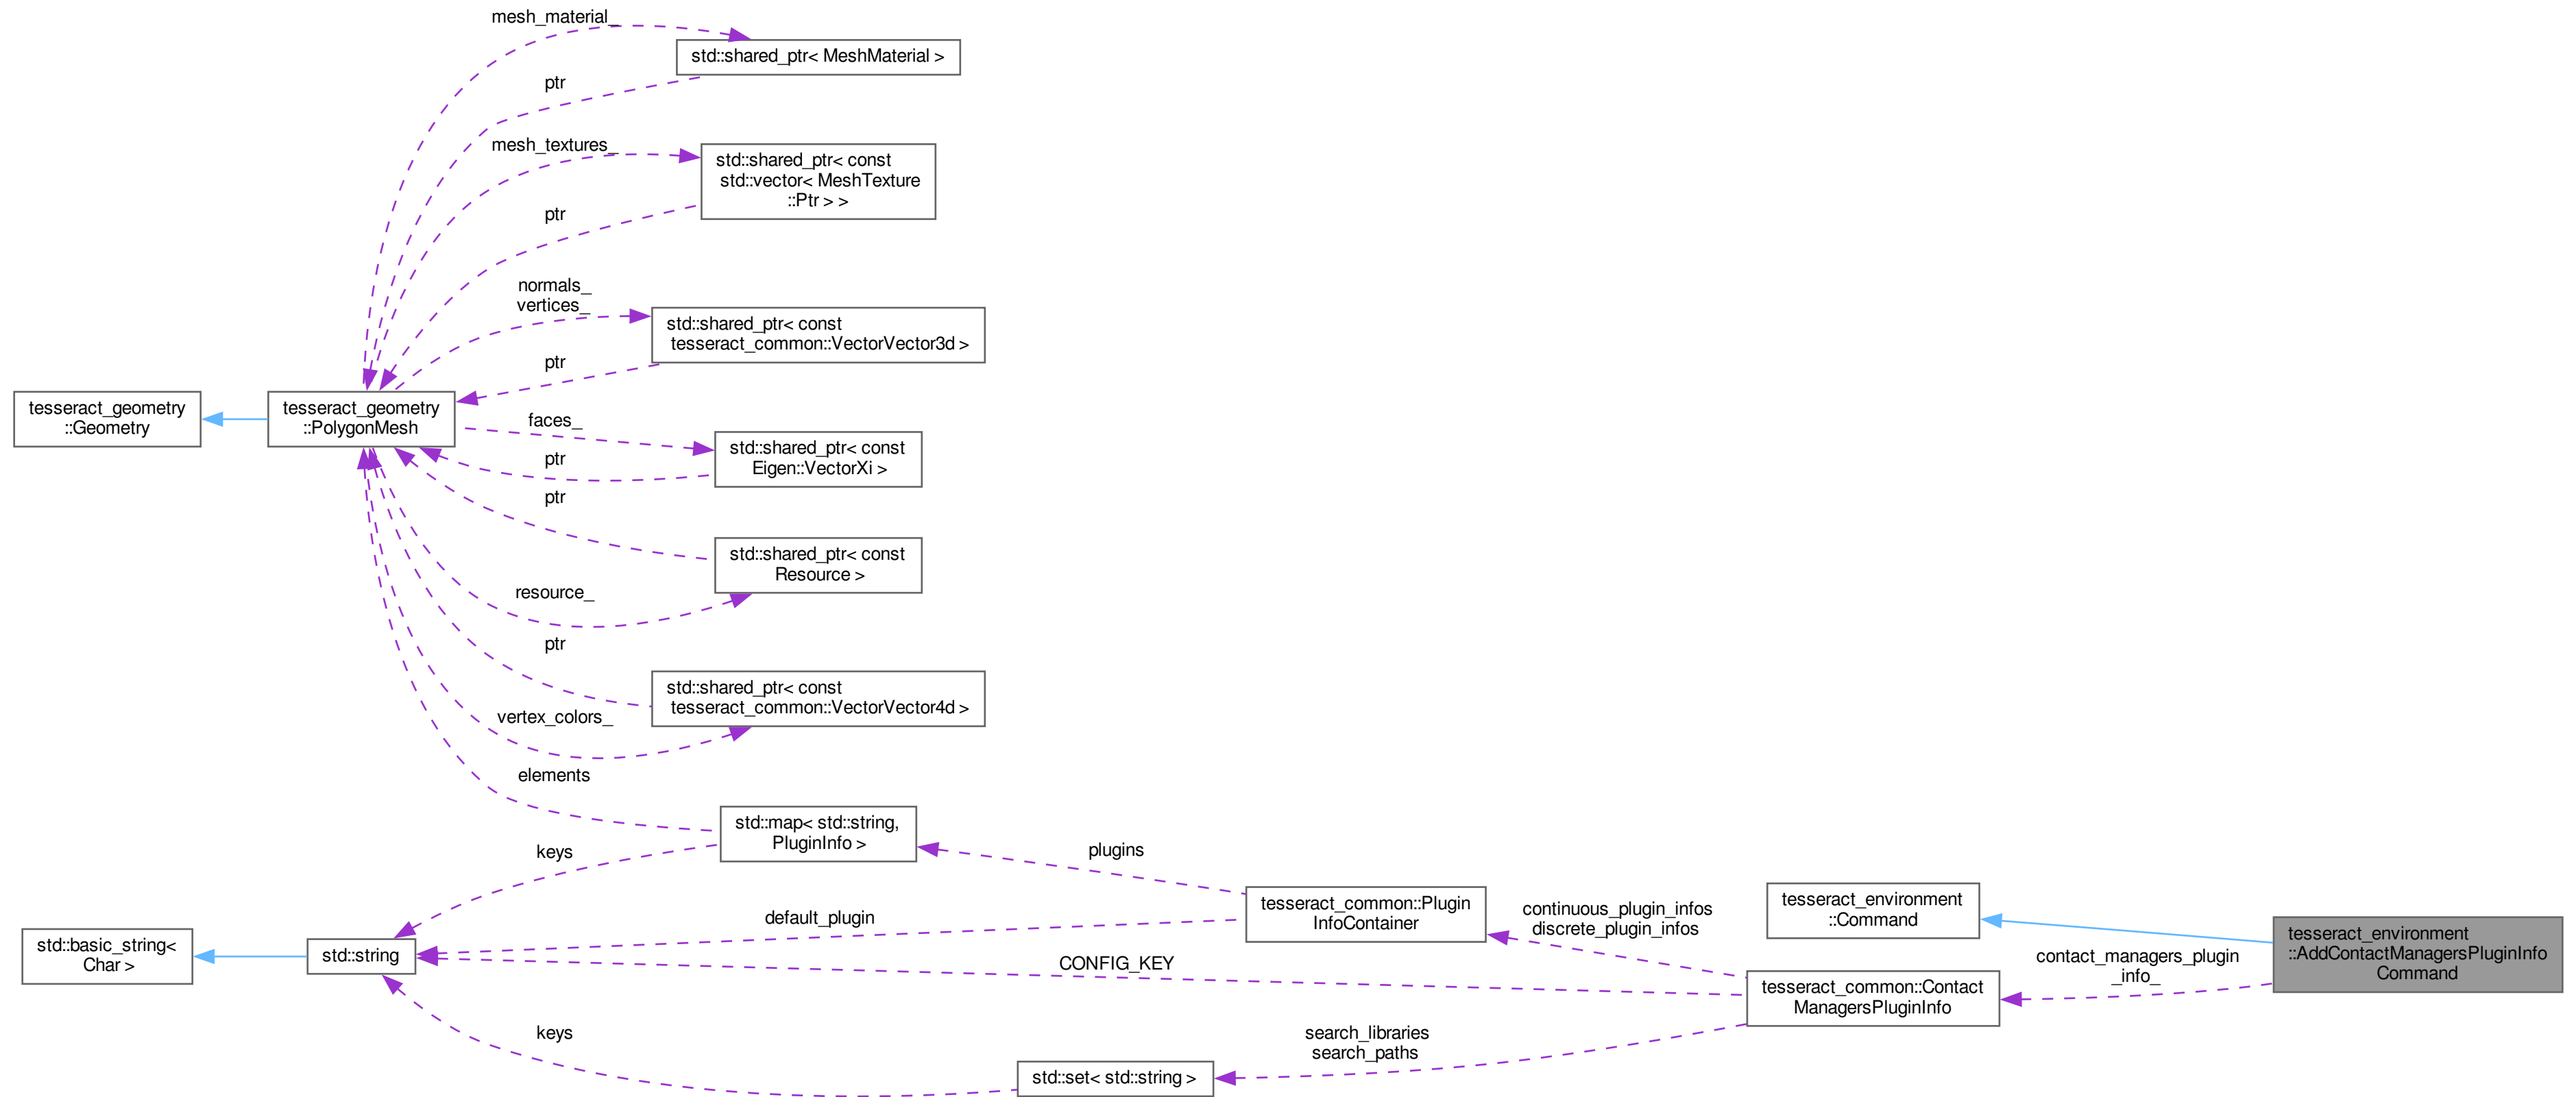 mesh_material_
std::shared_ptr< MeshMaterial >
ptr
mesh_textures_
std::shared_ptr< const
std::vector< MeshTexture
::Ptr > >
ptr
normals_
vertices_
std::shared_ptr< const
tesseract_common::VectorVector3d >
ptr
tesseract_geometry
::Geometry
tesseract_geometry
::PolygonMesh
faces_
std::shared_ptr< const
Eigen::VectorXi >
ptr
ptr
std::shared_ptr< const
Resource >
resource_
ptr
std::shared_ptr< const
tesseract_common::VectorVector4d >
vertex_colors_
elements
std::map< std::string,
PluginInfo >
keys
plugins
tesseract_common::Plugin
InfoContainer
default_plugin
continuous_plugin_infos
discrete_plugin_infos
tesseract_environment
::Command
tesseract_environment
::AddContactManagersPluginInfo
Command
std::basic_string<
Char >
std::string
CONFIG_KEY
contact_managers_plugin
_info_
tesseract_common::Contact
ManagersPluginInfo
keys
search_libraries
search_paths
std::set< std::string >